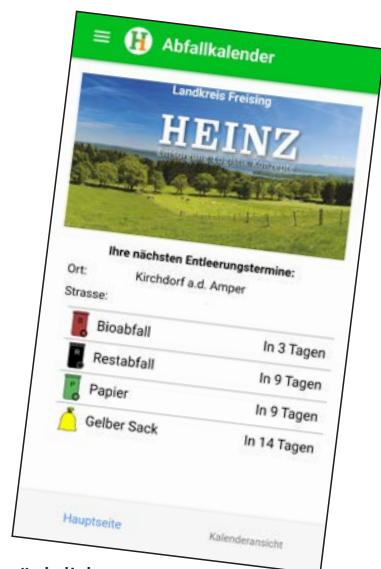 Abfallkalender
Landkreis Freising
HEINZ
Ihre nächsten Entleerungstermine:
Ort: Kirchdorf a.d. Amper
Strasse:
Bioabfall In 3 Tagen
Restabfall In 9 Tagen
Papier In 9 Tagen
Gelber Sack In 14 Tagen
Hauptseite Kalenderansicht